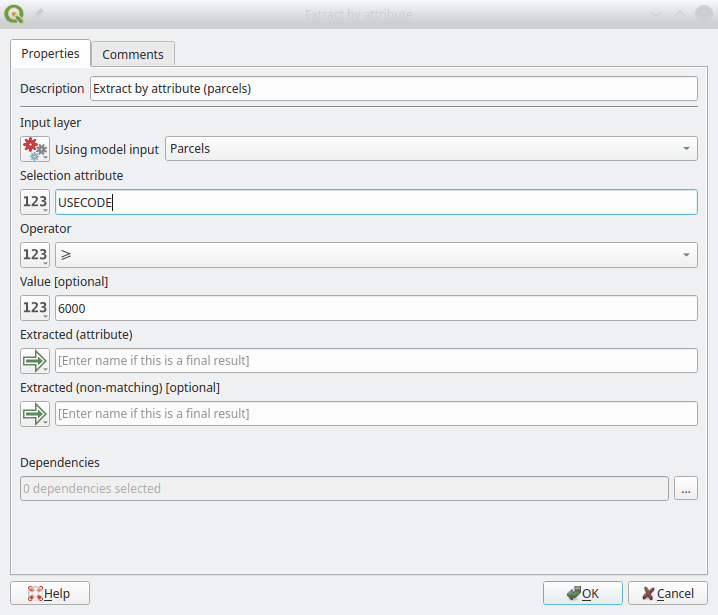 Extract by attribute
Properties
Comments
Description
Extract by attribute (parcels)
Input layer
Using model input
Parcels
Selection attribute
123
USECODE
Operator
123
≥
Value [optional]
123
6000
Extracted (attribute)
[Enter name if this is a final result]
Extracted (non-matching) [optional]
[Enter name if this is a final result]
Dependencies
0 dependencies selected
...
Help
OK
Cancel